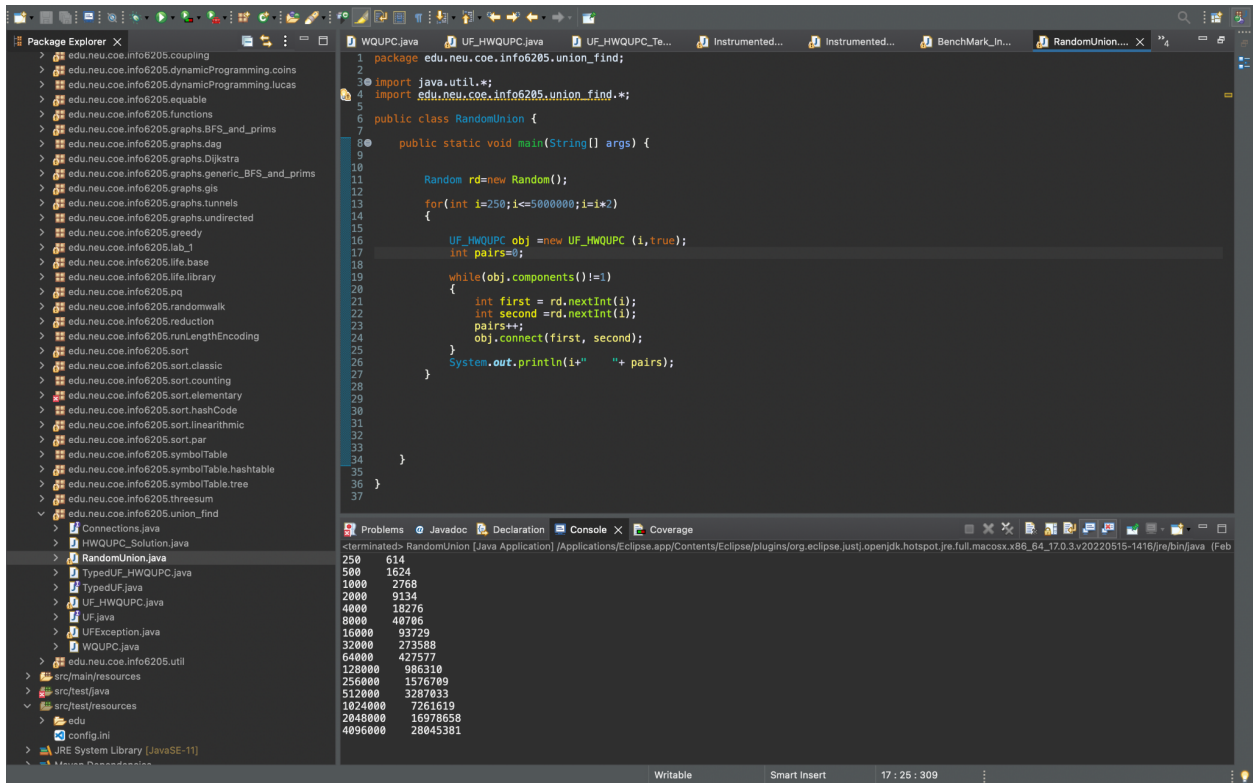 Package Explorer
edu.neu.coe.info6205.coupling
edu.neu.coe.info6205.dynamicProgramming.coins
edu.neu.coe.info6205.dynamicProgramming.lucas
edu.neu.coe.info6205.equable
edu.neu.coe.info6205.functions
edu.neu.coe.info6205.graphs.BFS_and_prims
edu.neu.coe.info6205.graphs.dag
edu.neu.coe.info6205.graphs.Dijkstra
edu.neu.coe.info6205.graphs.generic_BFS_and_prims
edu.neu.coe.info6205.graphs.gis
edu.neu.coe.info6205.graphs.tunnels
edu.neu.coe.info6205.graphs.undirected
edu.neu.coe.info6205.greedy
edu.neu.coe.info6205.lab_1
edu.neu.coe.info6205.life.base
edu.neu.coe.info6205.life.library
edu.neu.coe.info6205.pq
edu.neu.coe.info6205.randomwalk
edu.neu.coe.info6205.reduction
edu.neu.coe.info6205.runLengthEncoding
edu.neu.coe.info6205.sort
edu.neu.coe.info6205.sort.classic
edu.neu.coe.info6205.sort.counting
edu.neu.coe.info6205.sort.elementary
edu.neu.coe.info6205.sort.hashCode
edu.neu.coe.info6205.sort.linearithmic
edu.neu.coe.info6205.sort.par
edu.neu.coe.info6205.symbolTable
edu.neu.coe.info6205.symbolTable.hashtable
edu.neu.coe.info6205.symbolTable.tree
edu.neu.coe.info6205.threesum
edu.neu.coe.info6205.union_find
Connections.java
HWQUPC_Solution.java
RandomUnion.java
TypedUF_HWQUPC.java
TypedUF.java
UF_HWQUPC.java
UF.java
UFException.java
WQUPC.java
edu.neu.coe.info6205.util
src/main/resources
src/test/java
src/test/resources
edu
config.ini
JRE System Library [JavaSE-11]
WQUPC.java UF_HWQUPC.java UF_HWQUPC_Te... Instrumented... Instrumented... BenchMark_In... RandomUnion.... 4
1 package edu.neu.coe.info6205.union_find;
2
3 import java.util.*;
4 import edu.neu.coe.info6205.union_find.*;
5
6 public class RandomUnion {
7
8 public static void main(String[] args) {
9
10
11 Random rd=new Random();
12
13 for(int i=250;i<=5000000;i=i*2)
14 {
15
16 UF_HWQUPC obj =new UF_HWQUPC (i,true);
17 int pairs=0;
18
19 while(obj.components()!=1)
20 {
21 int first = rd.nextInt(i);
22 int second =rd.nextInt(i);
23 pairs++;
24 obj.connect(first, second);
25 }
26 System.out.println(i+"    "+ pairs);
27 }
28
29
30
31
32
33
34 }
35
36 }
37
Problems Javadoc Declaration Console Coverage
<terminated> RandomUnion [Java Application] /Applications/Eclipse.app/Contents/Eclipse/plugins/org.eclipse.justj.openjdk.hotspot.jre.full.macosx.x86_64_17.0.3.v20220515-1416/jre/bin/java (Feb
250 614
500 1624
1000 2768
2000 9134
4000 18276
8000 40706
16000 93729
32000 273588
64000 427577
128000 986310
256000 1576709
512000 3287033
1024000 7261619
2048000 16978658
4096000 28045381
Writable Smart Insert 17 : 25 : 309